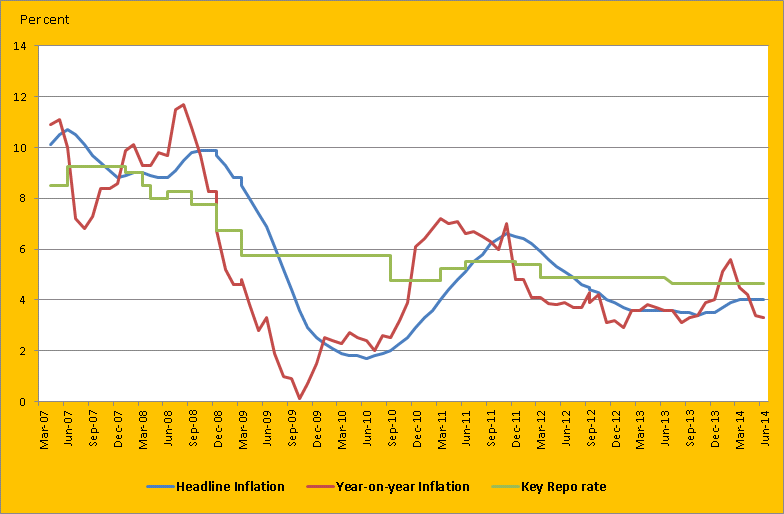 Per cent
14
12
10
8
6
4
2
0
Mar-07
Jun-07
Sep-07
Dec-07
Mar-08
Jun-08
Sep-08
Dec-08
Mar-09
Jun-09
Sep-09
Dec-09
Mar-10
Jun-10
Sep-10
Dec-10
Mar-11
Jun-11
Sep-11
Dec-11
Mar-12
Jun-12
Sep-12
Dec-12
Mar-13
Jun-13
Sep-13
Dec-13
Mar-14
Jun-14
Headline Inflation Year-on-year Inflation Key Repo rate